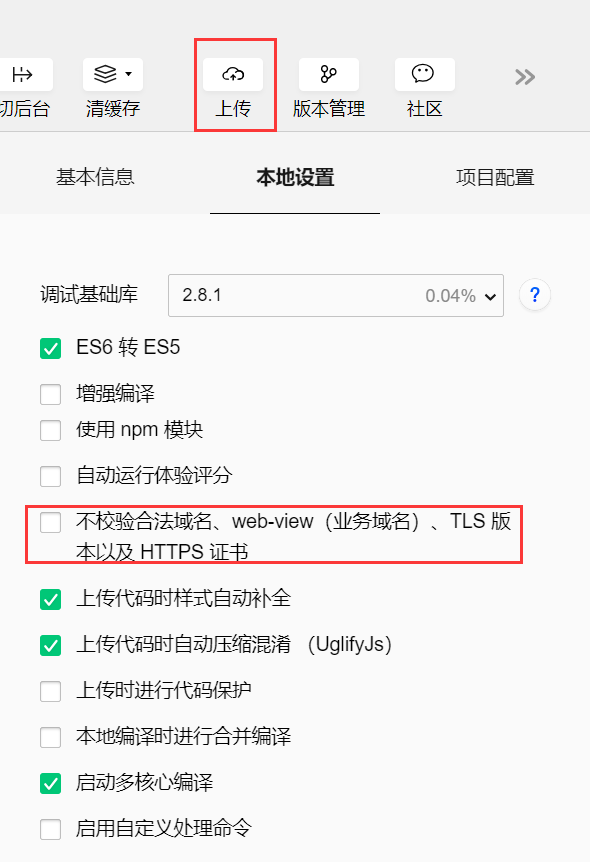 切后台 清缓存 上传 版本管理 社区
基本信息 本地设置 项目配置
调试基础库 2.8.1 0.04% ?
ES6 转 ES5
增强编译
使用 npm 模块
自动运行体验评分
不校验合法域名、web-view（业务域名）、TLS 版
本以及 HTTPS 证书
上传代码时样式自动补全
上传代码时自动压缩混淆 （UglifyJs）
上传时进行代码保护
本地编译时进行合并编译
启动多核心编译
启用自定义处理命令